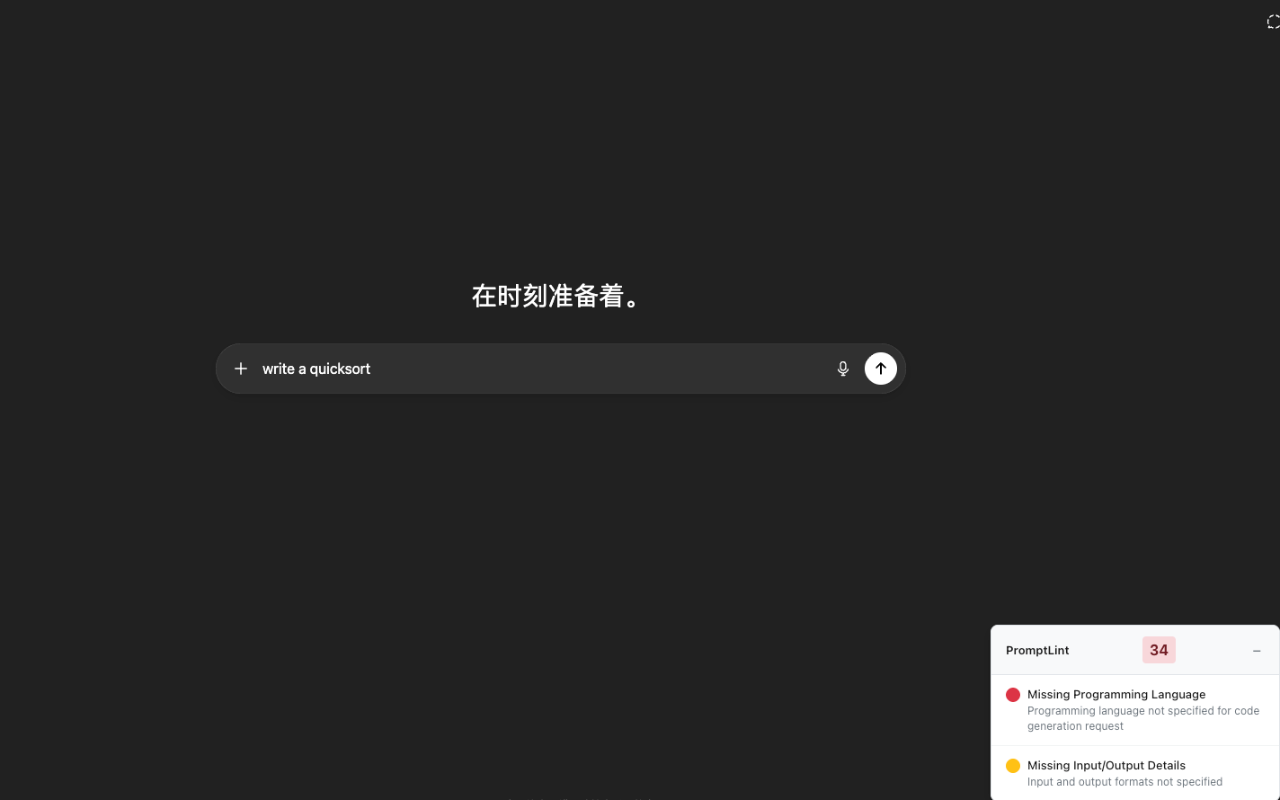 在时刻准备着。
write a quicksort
PromptLint
34
Missing Programming Language
Programming language not specified for code
generation request
Missing Input/Output Details
Input and output formats not specified